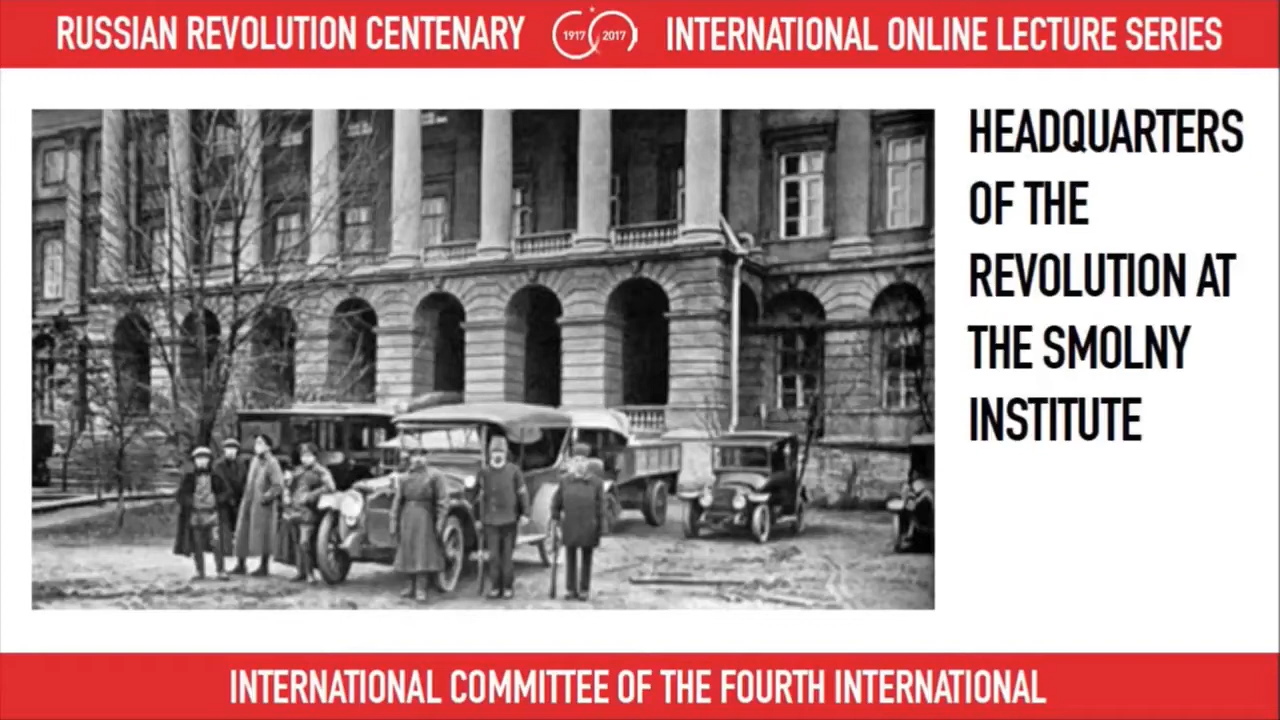 RUSSIAN REVOLUTION CENTENARY 1917 2017 INTERNATIONAL ONLINE LECTURE SERIES
HEADQUARTERS
OF THE
REVOLUTION AT
THE SMOLNY
INSTITUTE
INTERNATIONAL COMMITTEE OF THE FOURTH INTERNATIONAL